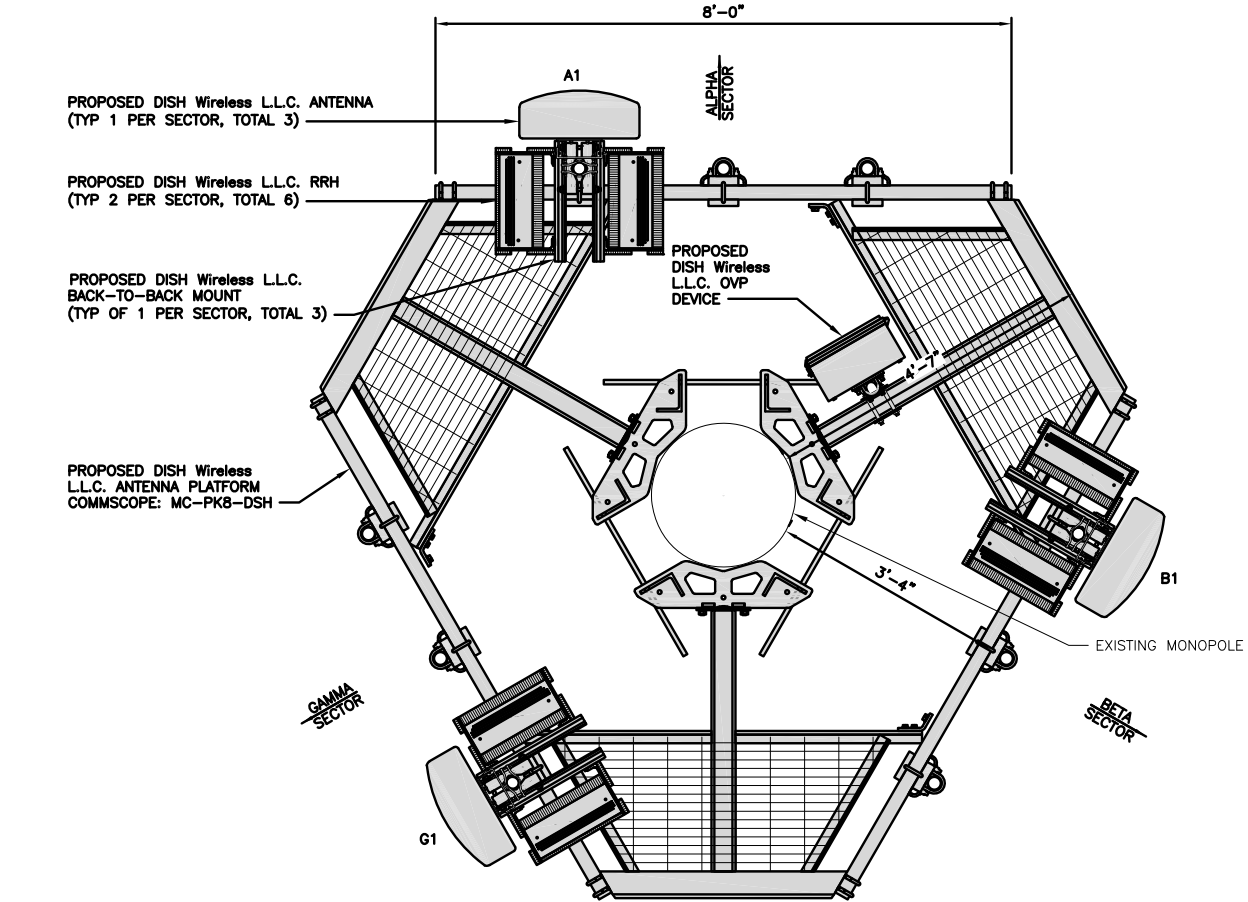 8'-0"
A1
ALPHA
SECTOR
PROPOSED DISH Wireless L.L.C. ANTENNA
(TYP 1 PER SECTOR, TOTAL 3)
PROPOSED DISH Wireless L.L.C. RRH
(TYP 2 PER SECTOR, TOTAL 6)
PROPOSED
DISH Wireless
L.L.C. OVP
DEVICE
PROPOSED DISH Wireless L.L.C.
BACK-TO-BACK MOUNT
(TYP OF 1 PER SECTOR, TOTAL 3)
4'-7"
PROPOSED DISH Wireless
L.L.C. ANTENNA PLATFORM
COMMSCOPE: MC-PK8-DSH
3'-4"
B1
EXISTING MONOPOLE
GAMMA
SECTOR
BETA
SECTOR
G1